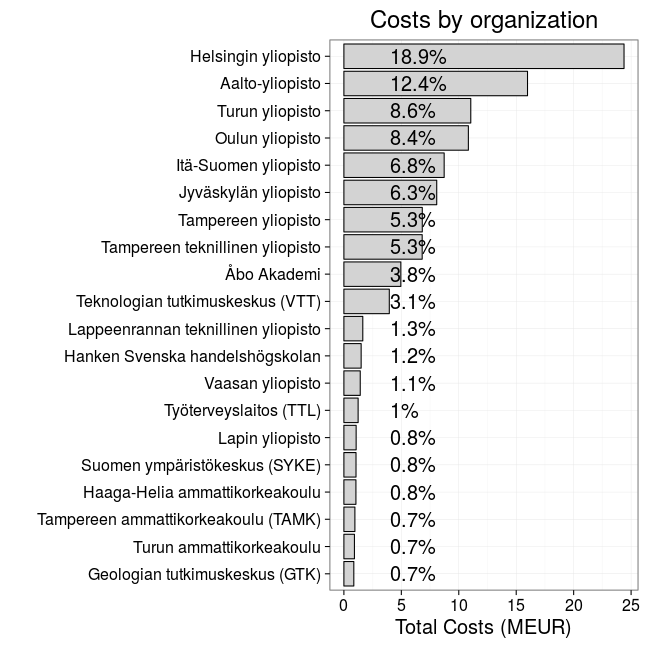 Costs by organization
Helsingin yliopisto 18.9%
Aalto-yliopisto 12.4%
Turun yliopisto 8.6%
Oulun yliopisto 8.4%
Itä-Suomen yliopisto 6.8%
Jyväskylän yliopisto 6.3%
Tampereen yliopisto 5.3%
Tampereen teknillinen yliopisto 5.3%
Åbo Akademi 3.8%
Teknologian tutkimuskeskus (VTT) 3.1%
Lappeenrannan teknillinen yliopisto 1.3%
Hanken Svenska handelshögskolan 1.2%
Vaasan yliopisto 1.1%
Työterveyslaitos (TTL) 1%
Lapin yliopisto 0.8%
Suomen ympäristökeskus (SYKE) 0.8%
Haaga-Helia ammattikorkeakoulu 0.8%
Tampereen ammattikorkeakoulu (TAMK) 0.7%
Turun ammattikorkeakoulu 0.7%
Geologian tutkimuskeskus (GTK) 0.7%
0 5 10 15 20 25
Total Costs (MEUR)